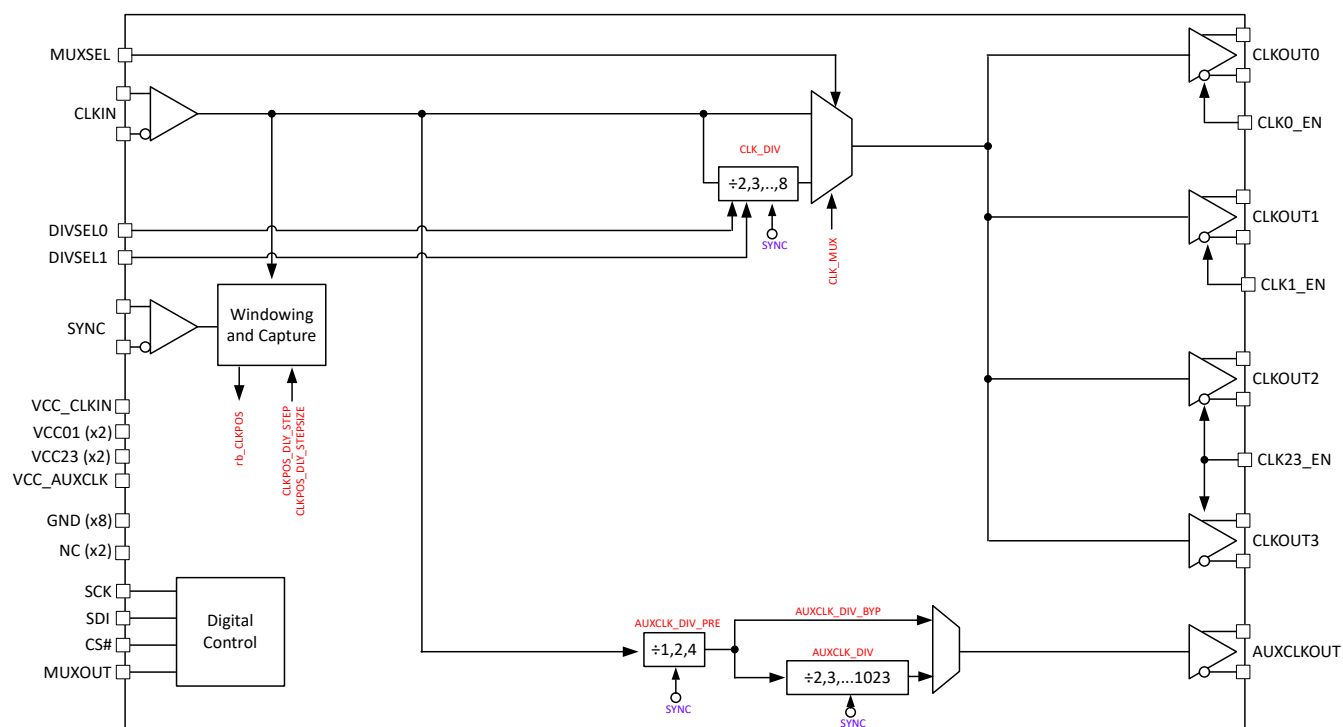 MUXSEL
CLKIN
DIVSEL0
DIVSEL1
SYNC
VCC_CLKIN
VCC01 (x2)
VCC23 (x2)
VCC_AUXCLK
GND (x8)
NC (x2)
SCK
SDI
CS#
MUXOUT
Windowing
and Capture
rb_CLKPOS
CLKPOS_DLY_STEP
CLKPOS_DLY_STEPSIZE
Digital
Control
CLK_DIV
÷2,3,..,8
SYNC
CLK_MUX
AUXCLK_DIV_PRE
÷1,2,4
SYNC
AUXCLK_DIV_BYP
AUXCLK_DIV
÷2,3,...1023
SYNC
CLKOUT0
CLK0_EN
CLKOUT1
CLK1_EN
CLKOUT2
CLK23_EN
CLKOUT3
AUXCLKOUT